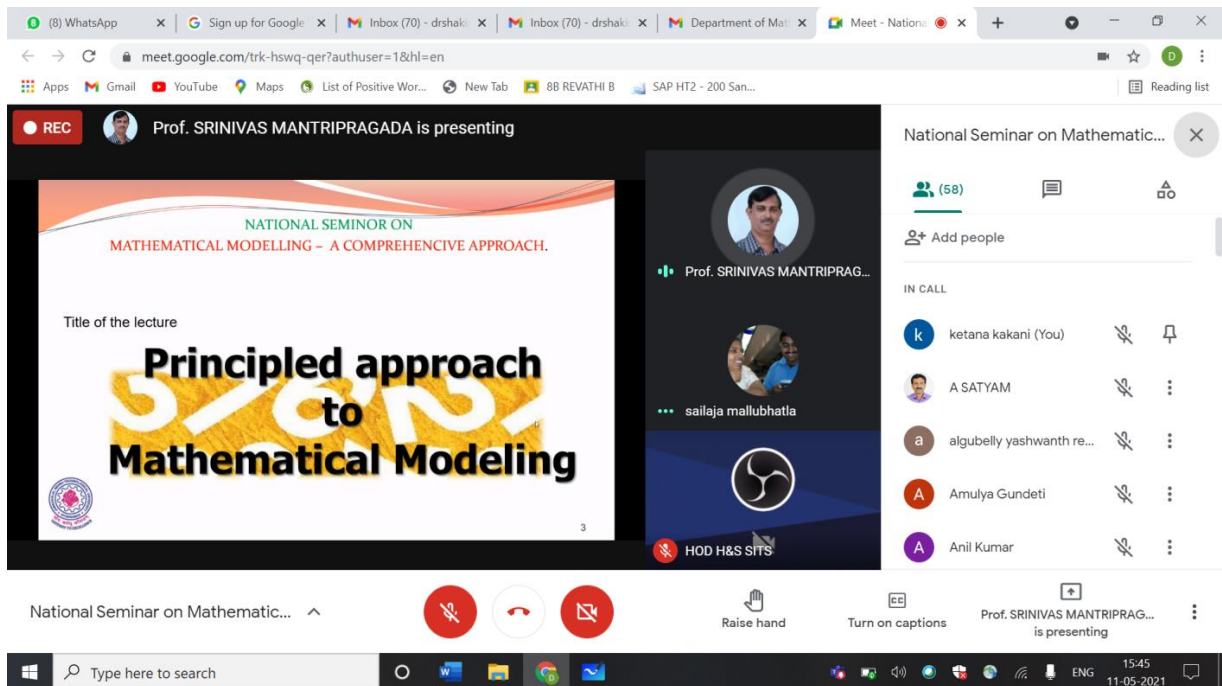 (8) WhatsApp
Sign up for Google
Inbox (70) - drshaki
Inbox (70) - drshaki
Department of Mat
Meet - Nationa
meet.google.com/trk-hswq-qer?authuser=1&hl=en
D
Apps
Gmail
YouTube
Maps
List of Positive Wor...
New Tab
8B REVATHI B
SAP HT2 - 200 San...
Reading list
REC
Prof. SRINIVAS MANTRIPRAGADA is presenting
NATIONAL SEMINOR ON
MATHEMATICAL MODELLING – A COMPREHENCIVE APPROACH.
Title of the lecture
Principled approach
to
Mathematical Modeling
3
Prof. SRINIVAS MANTRIPRAG...
sailaja mallubhatla
HOD H&S SITS
National Seminar on Mathematic...
(58)
Add people
IN CALL
k
ketana kakani (You)
A SATYAM
a
algubelly yashwanth re...
A
Amulya Gundeti
A
Anil Kumar
National Seminar on Mathematic...
Raise hand
CC
Turn on captions
Prof. SRINIVAS MANTRIPRAG...
is presenting
Type here to search
ENG
15:45
11-05-2021